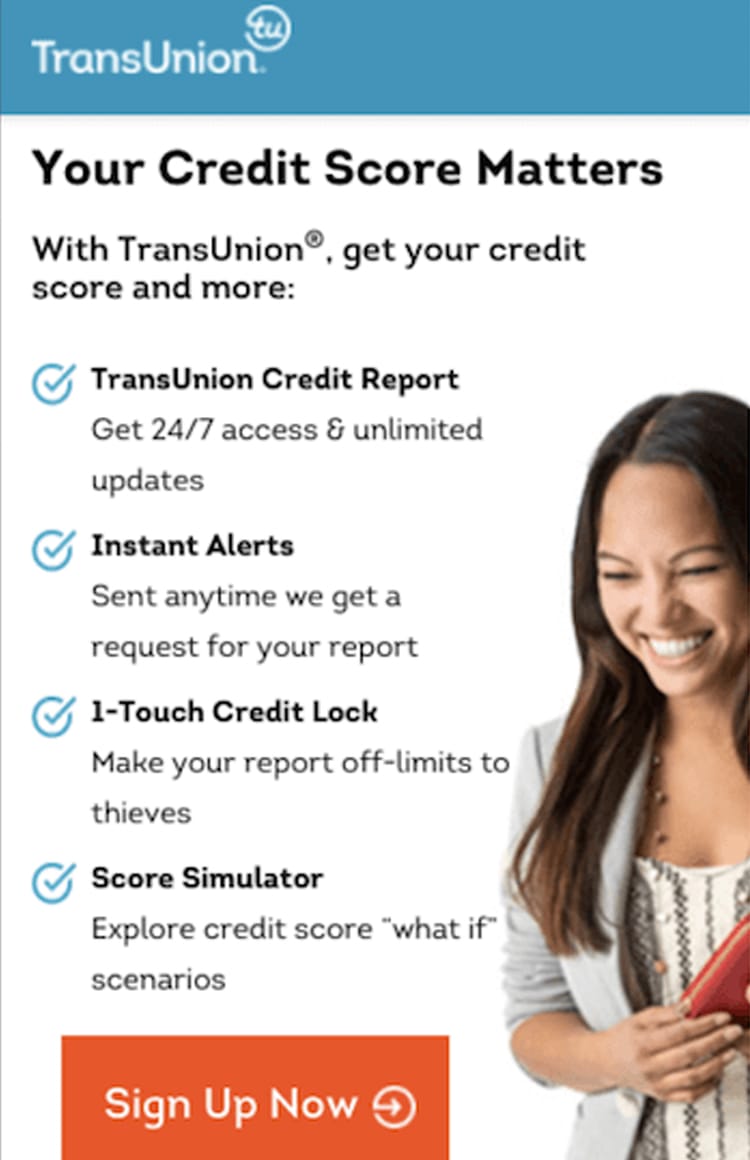 TransUnion
tu
Your Credit Score Matters
With TransUnion®, get your credit
score and more:
TransUnion Credit Report
Get 24/7 access & unlimited
updates
Instant Alerts
Sent anytime we get a
request for your report
1-Touch Credit Lock
Make your report off-limits to
thieves
Score Simulator
Explore credit score "what if"
scenarios
Sign Up Now